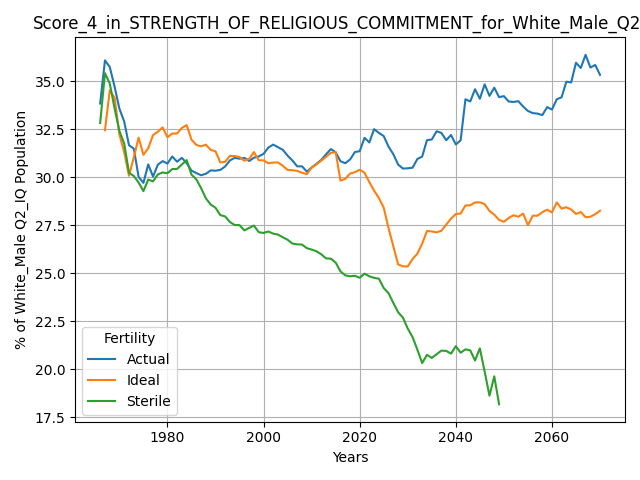 Score_4_in_STRENGTH_OF_RELIGIOUS_COMMITMENT_for_White_Male_Q2
35.0
32.5
30.0
27.5
25.0
22.5
20.0
17.5
% of White_Male Q2_IQ Population
Fertility
Actual
Ideal
Sterile
1980
2000
2020
2040
2060
Years